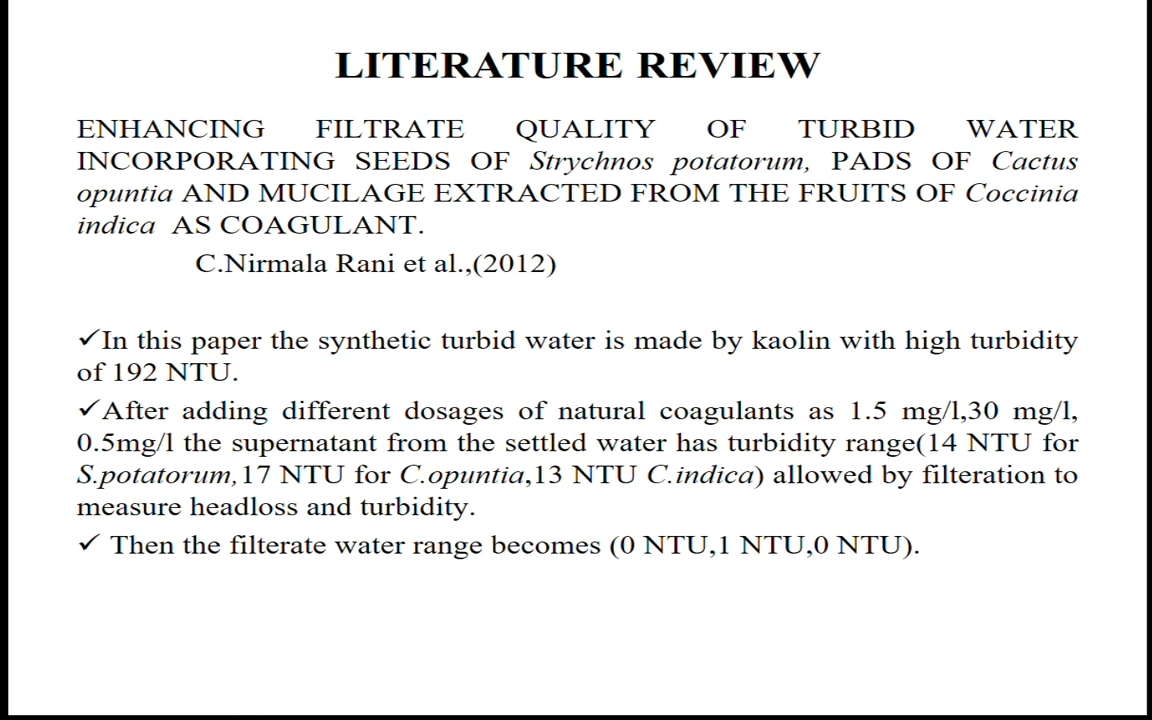 LITERATURE REVIEW
ENHANCING FILTRATE QUALITY OF TURBID WATER
INCORPORATING SEEDS OF Strychnos potatorum, PADS OF Cactus
opuntia AND MUCILAGE EXTRACTED FROM THE FRUITS OF Coccinia
indica AS COAGULANT.
C.Nirmala Rani et al.,(2012)
✓In this paper the synthetic turbid water is made by kaolin with high turbidity
of 192 NTU.
✓After adding different dosages of natural coagulants as 1.5 mg/l,30 mg/l,
0.5mg/l the supernatant from the settled water has turbidity range(14 NTU for
S.potatorum,17 NTU for C.opuntia,13 NTU C.indica) allowed by filteration to
measure headloss and turbidity.
✓ Then the filterate water range becomes (0 NTU,1 NTU,0 NTU).